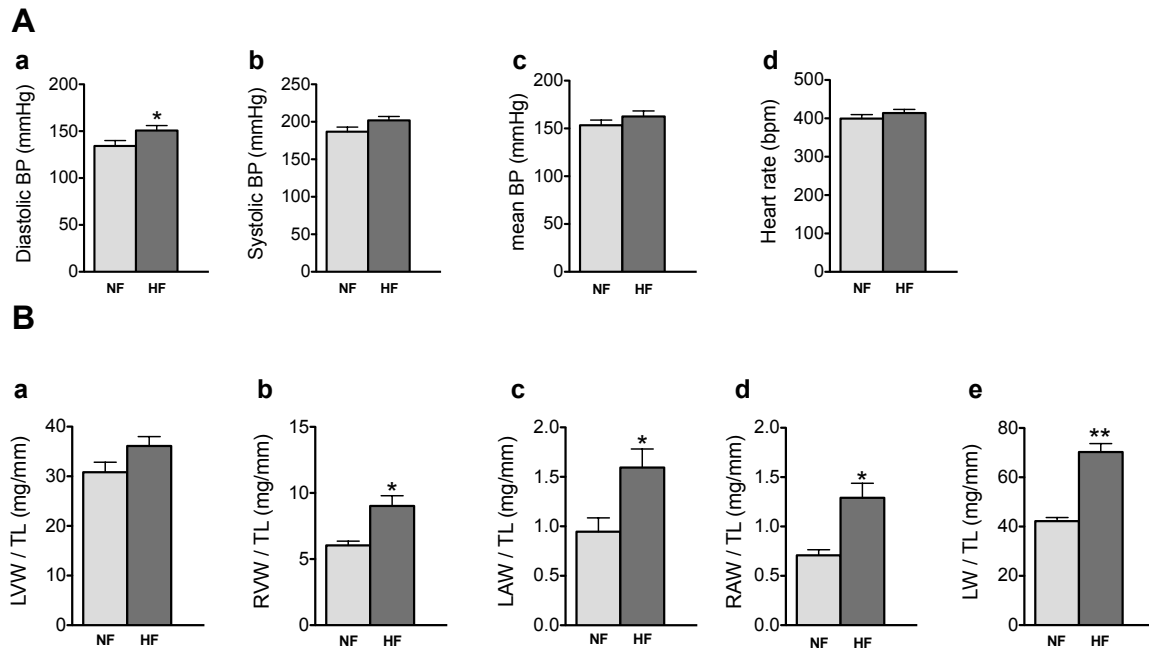 A
a
b
c
d
Diastolic BP (mmHg)
200
150
100
50
0
*
NF HF
Systolic BP (mmHg)
250
200
150
100
50
0
NF HF
mean BP (mmHg)
200
150
100
50
0
NF HF
Heart rate (bpm)
500
400
300
200
100
0
NF HF
B
a
b
c
d
e
LVW / TL (mg/mm)
40
30
20
10
0
NF HF
RVW / TL (mg/mm)
15
10
5
0
*
NF HF
LAW / TL (mg/mm)
2.0
1.5
1.0
0.5
0.0
*
NF HF
RAW / TL (mg/mm)
2.0
1.5
1.0
0.5
0.0
*
NF HF
LW / TL (mg/mm)
80
60
40
20
0
**
NF HF